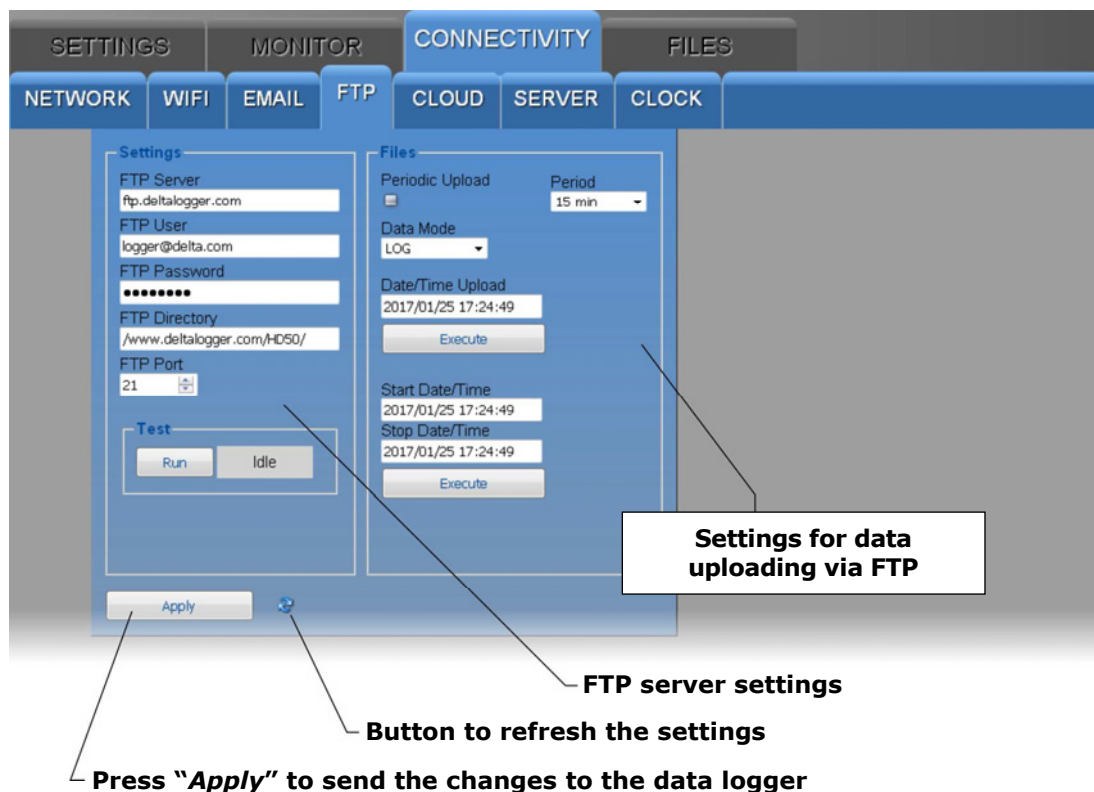 SETTINGS MONITOR CONNECTIVITY FILES
NETWORK WIFI EMAIL FTP CLOUD SERVER CLOCK
Settings
FTP Server
ftp.deltalogger.com
FTP User
logger@delta.com
FTP Password
●●●●●●●●
FTP Directory
/www.deltalogger.com/HD50/
FTP Port
21
Test
Run Idle
Files
Periodic Upload Period
15 min
Data Mode
LOG
Date/Time Upload
2017/01/25 17:24:49
Execute
Start Date/Time
2017/01/25 17:24:49
Stop Date/Time
2017/01/25 17:24:49
Execute
Settings for data
uploading via FTP
Apply
FTP server settings
Button to refresh the settings
Press “Apply” to send the changes to the data logger